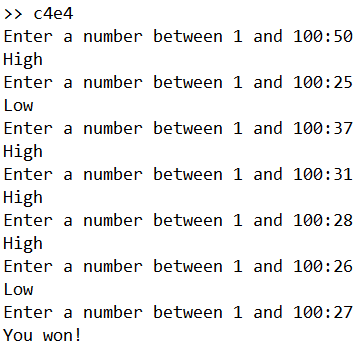 >> c4e4
Enter a number between 1 and 100:50
High
Enter a number between 1 and 100:25
Low
Enter a number between 1 and 100:37
High
Enter a number between 1 and 100:31
High
Enter a number between 1 and 100:28
High
Enter a number between 1 and 100:26
Low
Enter a number between 1 and 100:27
You won!